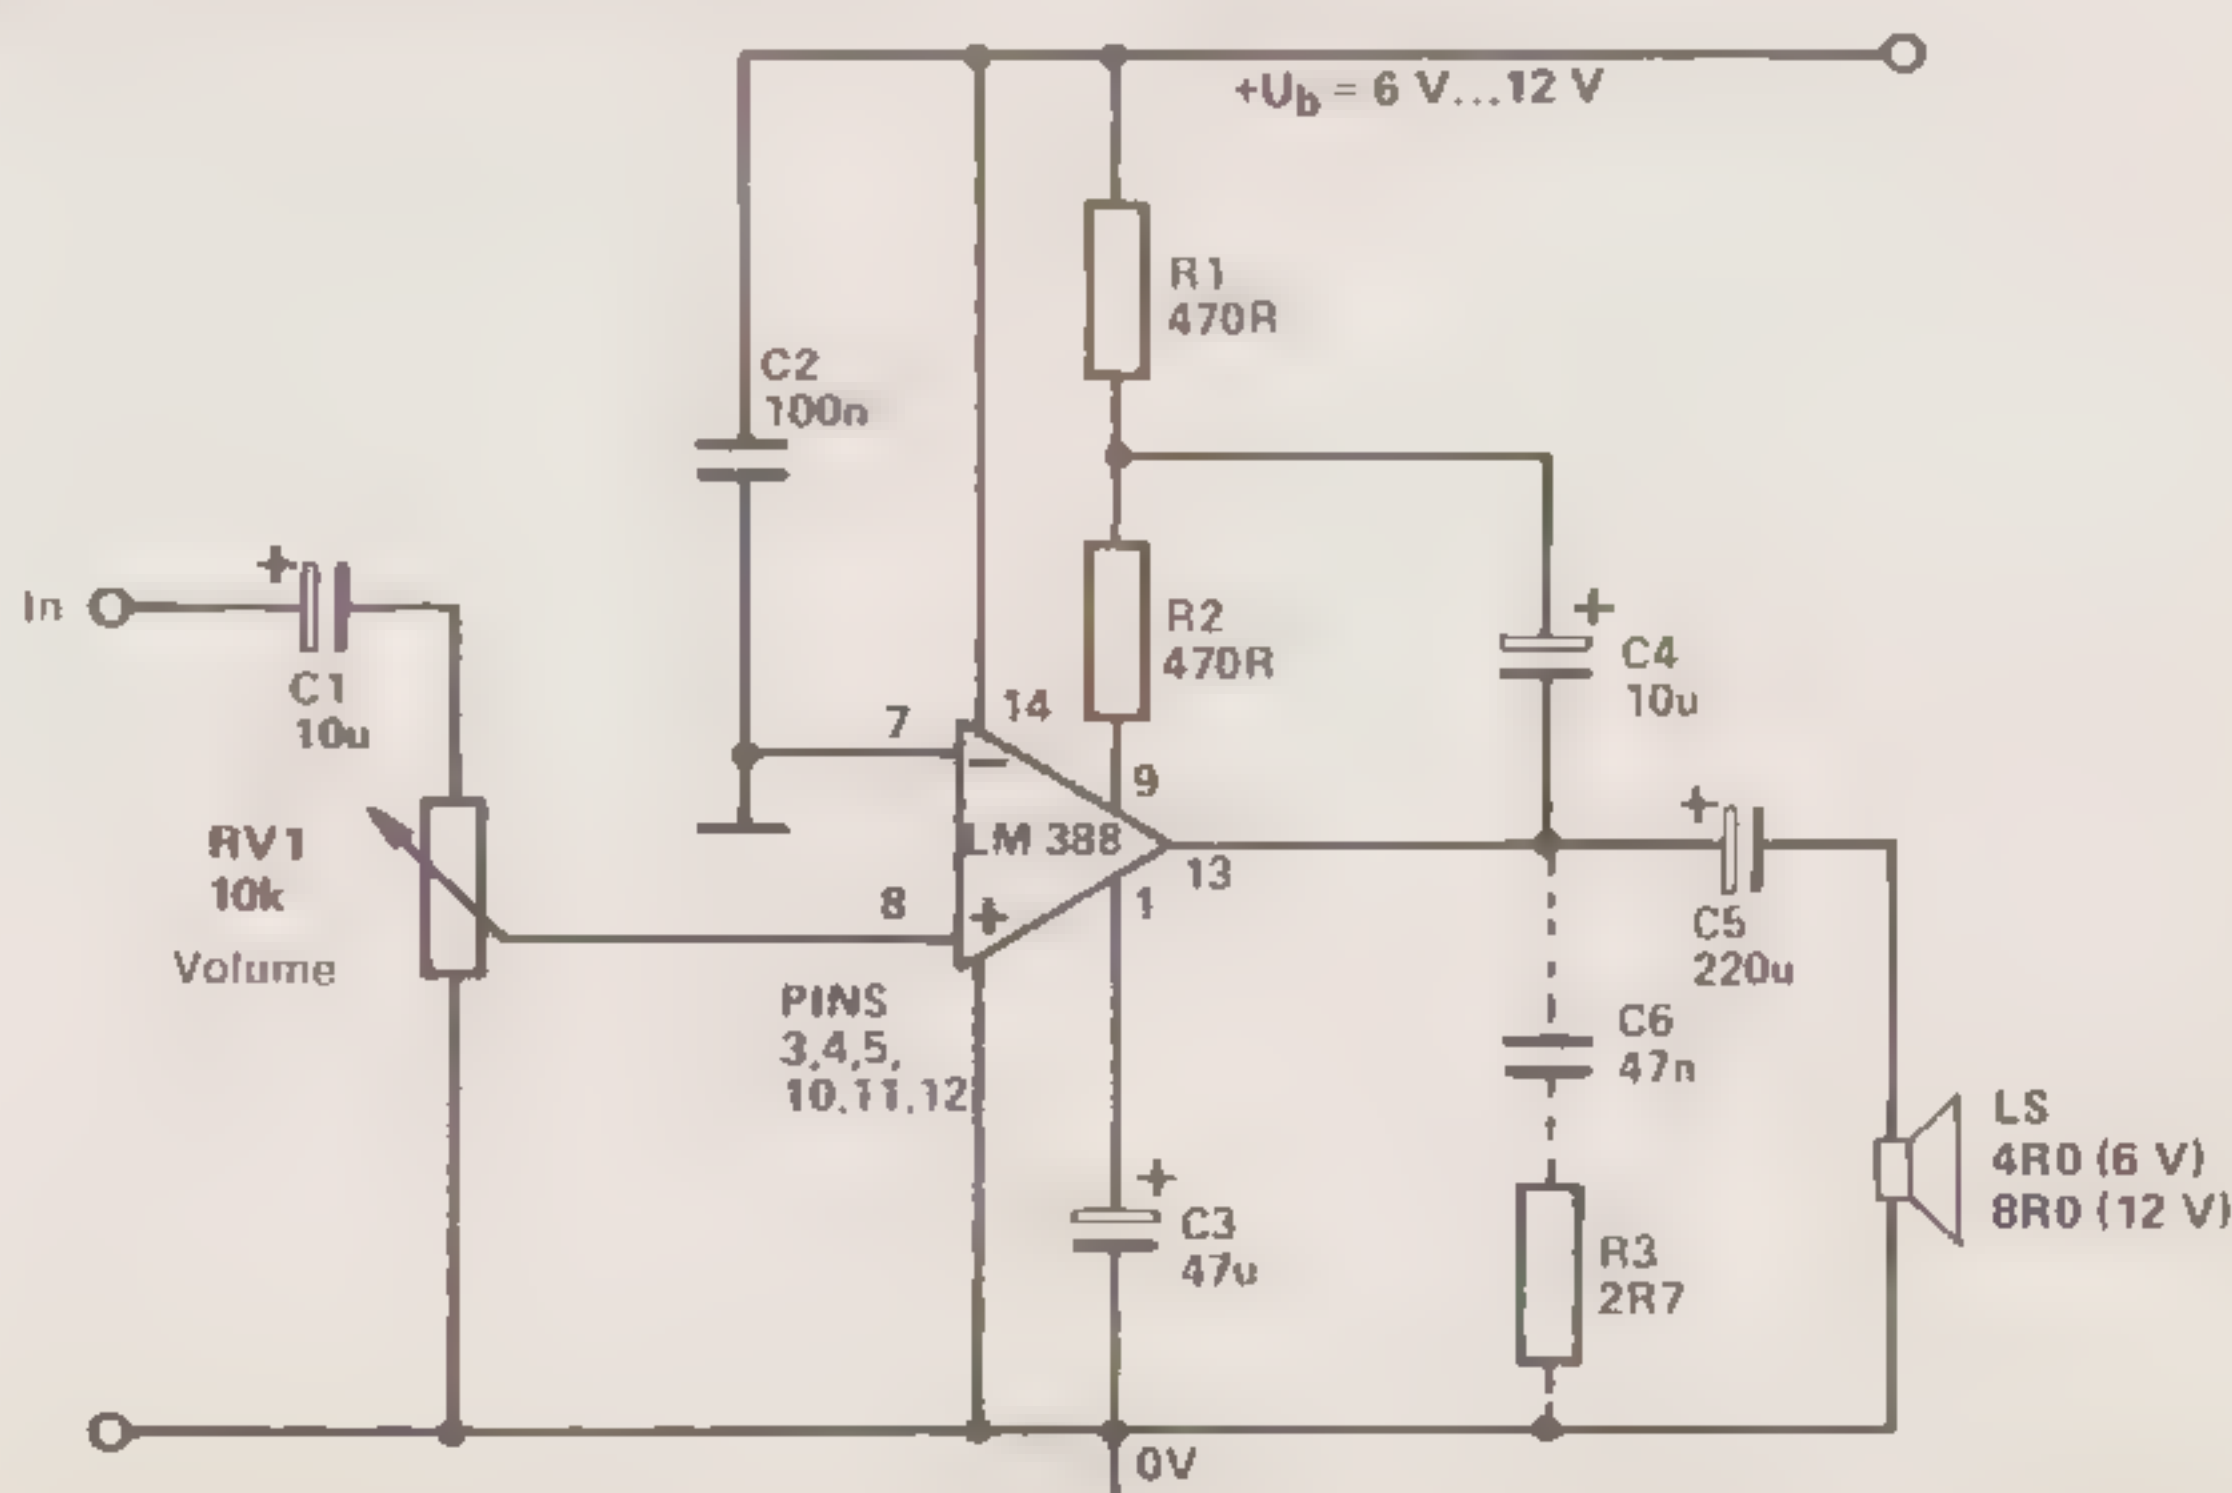 +Ub = 6 V...12 V
R1
470R
C2
100n
R2
470R
In
C1
10u
C4
10u
7
14
9
RV1
10k
Volume
LM 388
8
13
1
C5
220u
PINS
3,4,5,
10,11,12
C6
47n
LS
4R0 (6 V)
8R0 (12 V)
C3
47u
R3
2R7
0V